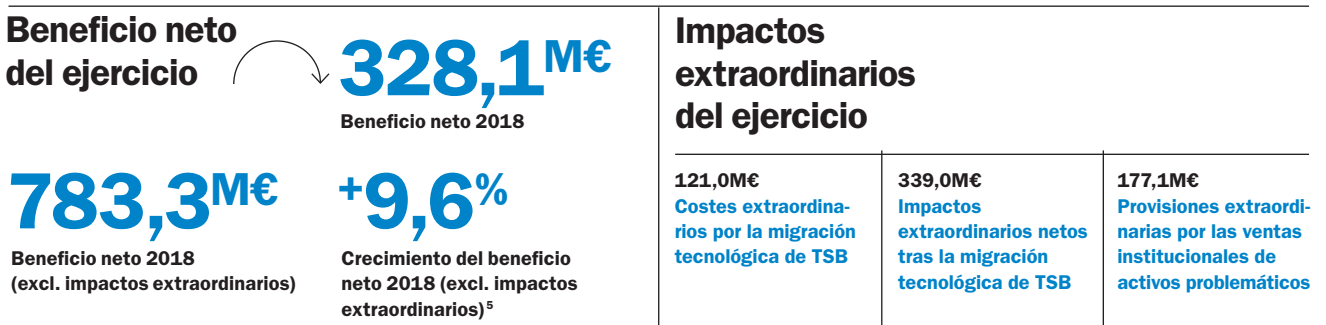 Beneficio neto
del ejercicio
328,1M€
Beneficio neto 2018
783,3M€
Beneficio neto 2018
(excl. impactos extraordinarios)
+9,6%
Crecimiento del beneficio
neto 2018 (excl. impactos
extraordinarios)⁵
Impactos
extraordinarios
del ejercicio
121,0M€
Costes extraordina-
rios por la migración
tecnológica de TSB
339,0M€
Impactos
extraordinarios netos
tras la migración
tecnológica de TSB
177,1M€
Provisiones extraordi-
narias por las ventas
institucionales de
activos problemáticos